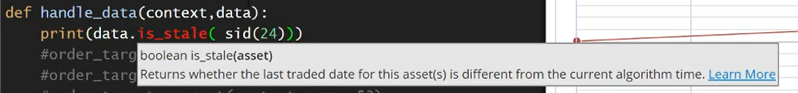 def handle_data(context,data):
print(data.is_stale( sid(24)))
#order_targ
boolean is_stale(asset)
#order_targ
Returns whether the last traded date for this asset(s) is different from the current algorithm time. Learn More